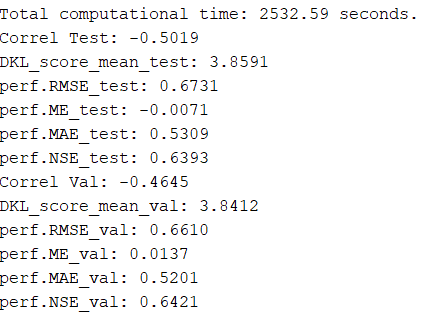 Total computational time: 2532.59 seconds.
Correl Test: -0.5019
DKL_score_mean_test: 3.8591
perf.RMSE_test: 0.6731
perf.ME_test: -0.0071
perf.MAE_test: 0.5309
perf.NSE_test: 0.6393
Correl Val: -0.4645
DKL_score_mean_val: 3.8412
perf.RMSE_val: 0.6610
perf.ME_val: 0.0137
perf.MAE_val: 0.5201
perf.NSE_val: 0.6421